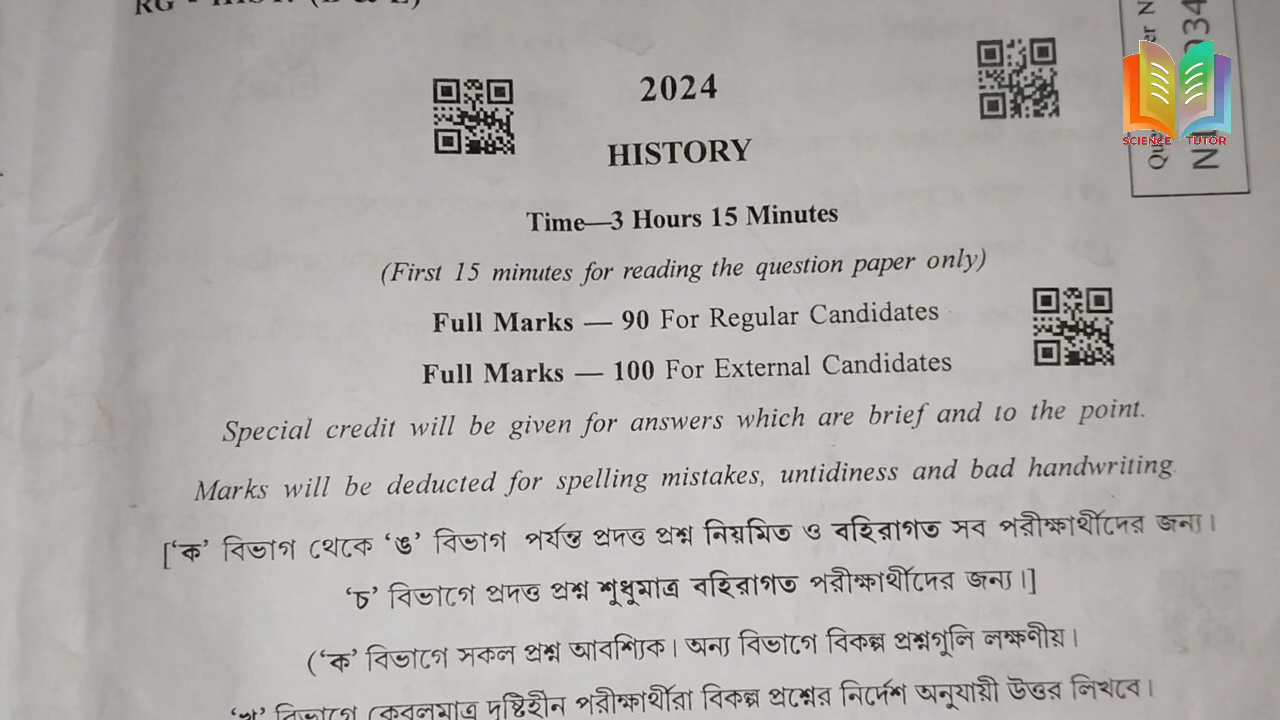 RG - HIST. (B & E)
2024
HISTORY
Time—3 Hours 15 Minutes
(First 15 minutes for reading the question paper only)
Full Marks — 90 For Regular Candidates
Full Marks — 100 For External Candidates
Special credit will be given for answers which are brief and to the point.
Marks will be deducted for spelling mistakes, untidiness and bad handwriting
[‘ক’ বিভাগ থেকে ‘ঙ’ বিভাগ পর্যন্ত প্রদত্ত প্রশ্ন নিয়মিত ও বহিরাগত সব পরীক্ষার্থীদের জন্য।
‘চ’ বিভাগে প্রদত্ত প্রশ্ন শুধুমাত্র বহিরাগত পরীক্ষার্থীদের জন্য।]
(‘ক’ বিভাগে সকল প্রশ্ন আবশ্যিক। অন্য বিভাগে বিকল্প প্রশ্নগুলি লক্ষণীয়।
‘খ’ বিভাগে কেবলমাত্র দৃষ্টিহীন পরীক্ষার্থীরা বিকল্প প্রশ্নের নির্দেশ অনুযায়ী উত্তর লিখবে।
SCIENCE TUTOR